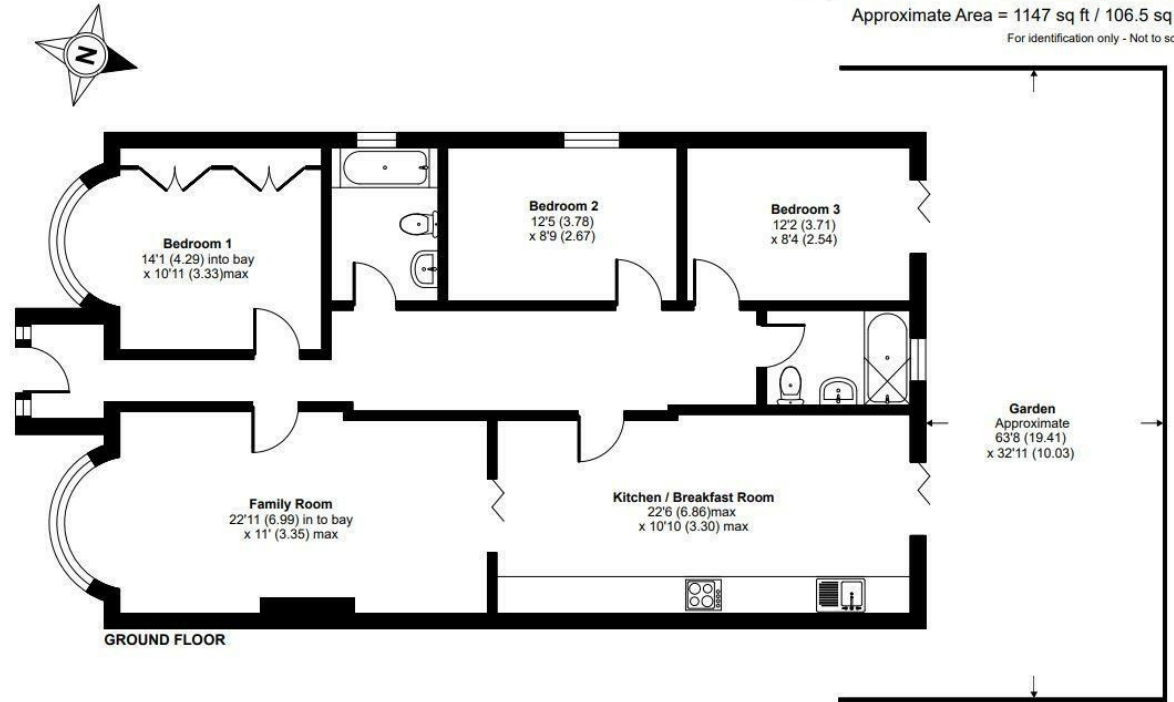 Approximate Area = 1147 sq ft / 106.5 sq
For identification only - Not to sc
N
Bedroom 1
14'1 (4.29) into bay
x 10'11 (3.33)max
Bedroom 2
12'5 (3.78)
x 8'9 (2.67)
Bedroom 3
12'2 (3.71)
x 8'4 (2.54)
Garden
Approximate
63'8 (19.41)
x 32'11 (10.03)
Family Room
22'11 (6.99) in to bay
x 11' (3.35) max
Kitchen / Breakfast Room
22'6 (6.86)max
x 10'10 (3.30) max
GROUND FLOOR